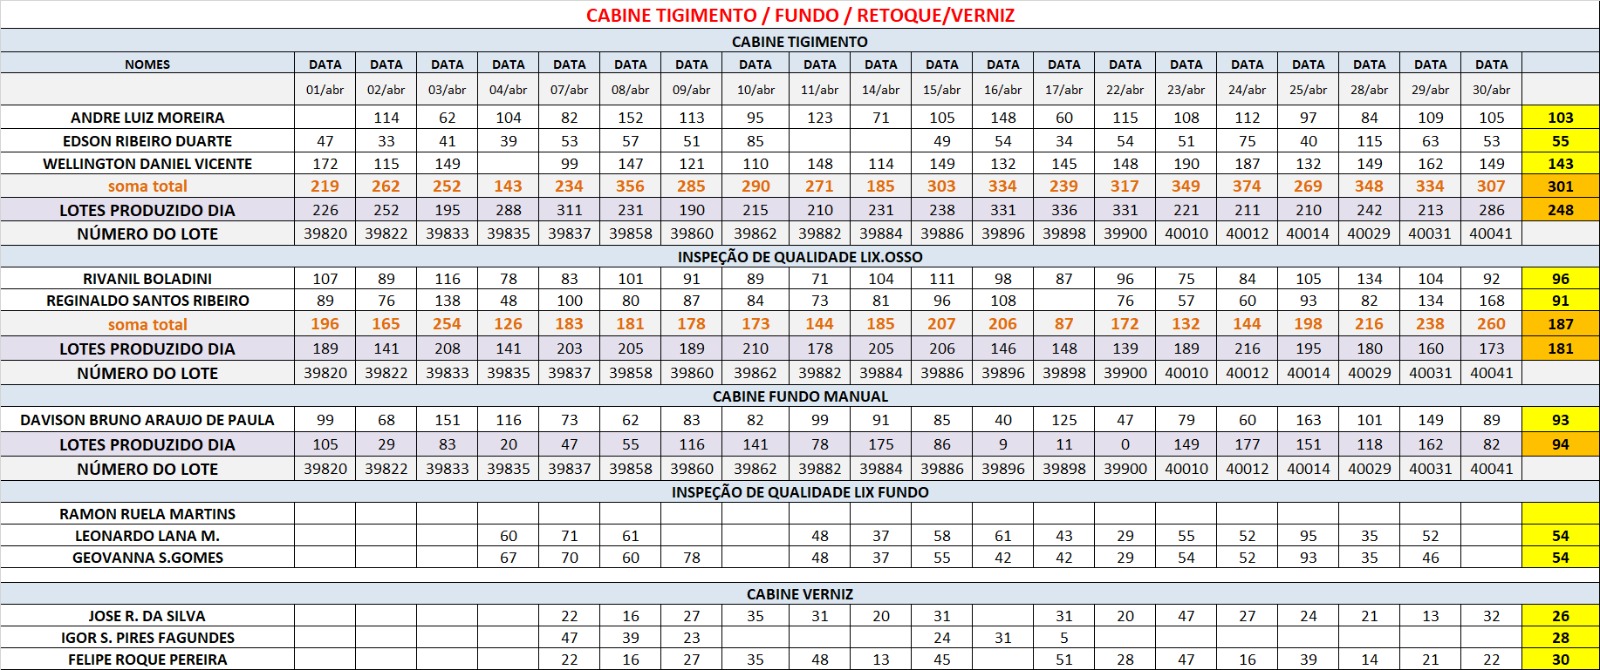 CABINE TIGIMENTO / FUNDO / RETOQUE/VERNIZ
CABINE TIGIMENTO
NOMES DATA DATA DATA DATA DATA DATA DATA DATA DATA DATA DATA DATA DATA DATA DATA DATA DATA DATA DATA DATA
01/abr 02/abr 03/abr 04/abr 07/abr 08/abr 09/abr 10/abr 11/abr 14/abr 15/abr 16/abr 17/abr 22/abr 23/abr 24/abr 25/abr 28/abr 29/abr 30/abr
ANDRE LUIZ MOREIRA 114 62 104 82 152 113 95 123 71 105 148 60 115 108 112 97 84 109 105 103
EDSON RIBEIRO DUARTE 47 33 41 39 53 57 51 85 49 54 34 54 51 75 40 115 63 53 55
WELLINGTON DANIEL VICENTE 172 115 149 99 147 121 110 148 114 149 132 145 148 190 187 132 149 162 149 143
soma total 219 262 252 143 234 356 285 290 271 185 303 334 239 317 349 374 269 348 334 307 301
LOTES PRODUZIDO DIA 226 252 195 288 311 231 190 215 210 231 238 331 336 331 221 211 210 242 213 286 248
NÚMERO DO LOTE 39820 39822 39833 39835 39837 39858 39860 39862 39882 39884 39886 39896 39898 39900 40010 40012 40014 40029 40031 40041
INSPEÇÃO DE QUALIDADE LIX.OSSO
RIVANIL BOLADINI 107 89 116 78 83 101 91 89 71 104 111 98 87 96 75 84 105 134 104 92 96
REGINALDO SANTOS RIBEIRO 89 76 138 48 100 80 87 84 73 81 96 108 76 57 60 93 82 134 168 91
soma total 196 165 254 126 183 181 178 173 144 185 207 206 87 172 132 144 198 216 238 260 187
LOTES PRODUZIDO DIA 189 141 208 141 203 205 189 210 178 205 206 146 148 139 189 216 195 180 160 173 181
NÚMERO DO LOTE 39820 39822 39833 39835 39837 39858 39860 39862 39882 39884 39886 39896 39898 39900 40010 40012 40014 40029 40031 40041
CABINE FUNDO MANUAL
DAVISON BRUNO ARAUJO DE PAULA 99 68 151 116 73 62 83 82 99 91 85 40 125 47 79 60 163 101 149 89 93
LOTES PRODUZIDO DIA 105 29 83 20 47 55 116 141 78 175 86 9 11 0 149 177 151 118 162 82 94
NÚMERO DO LOTE 39820 39822 39833 39835 39837 39858 39860 39862 39882 39884 39886 39896 39898 39900 40010 40012 40014 40029 40031 40041
INSPEÇÃO DE QUALIDADE LIX FUNDO
RAMON RUELA MARTINS
LEONARDO LANA M. 60 71 61 48 37 58 61 43 29 55 52 95 35 52 54
GEOVANNA S.GOMES 67 70 60 78 48 37 55 42 42 29 54 52 93 35 46 54
CABINE VERNIZ
JOSE R. DA SILVA 22 16 27 35 31 20 31 31 20 47 27 24 21 13 32 26
IGOR S. PIRES FAGUNDES 47 39 23 24 31 5 28
FELIPE ROQUE PEREIRA 22 16 27 35 48 13 45 51 28 47 16 39 14 21 22 30